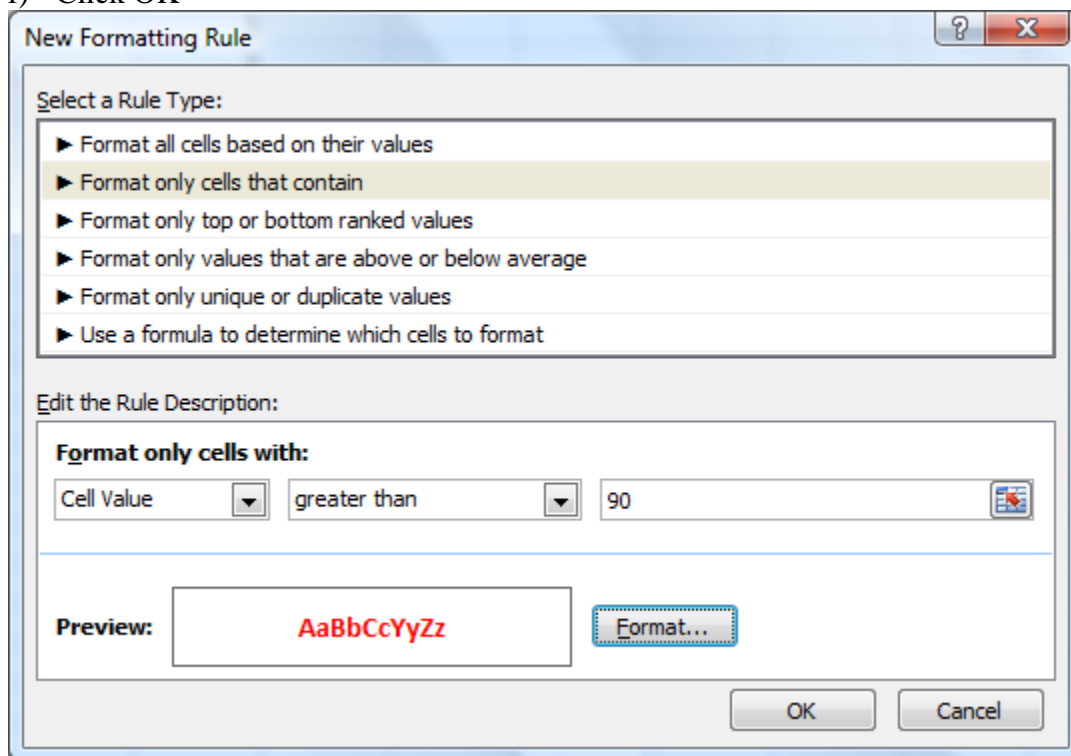 i) Click OK
New Formatting Rule
Select a Rule Type:
► Format all cells based on their values
► Format only cells that contain
► Format only top or bottom ranked values
► Format only values that are above or below average
► Format only unique or duplicate values
► Use a formula to determine which cells to format
Edit the Rule Description:
Format only cells with:
Cell Value greater than 90
Preview: AaBbCcYyZz Format...
OK Cancel